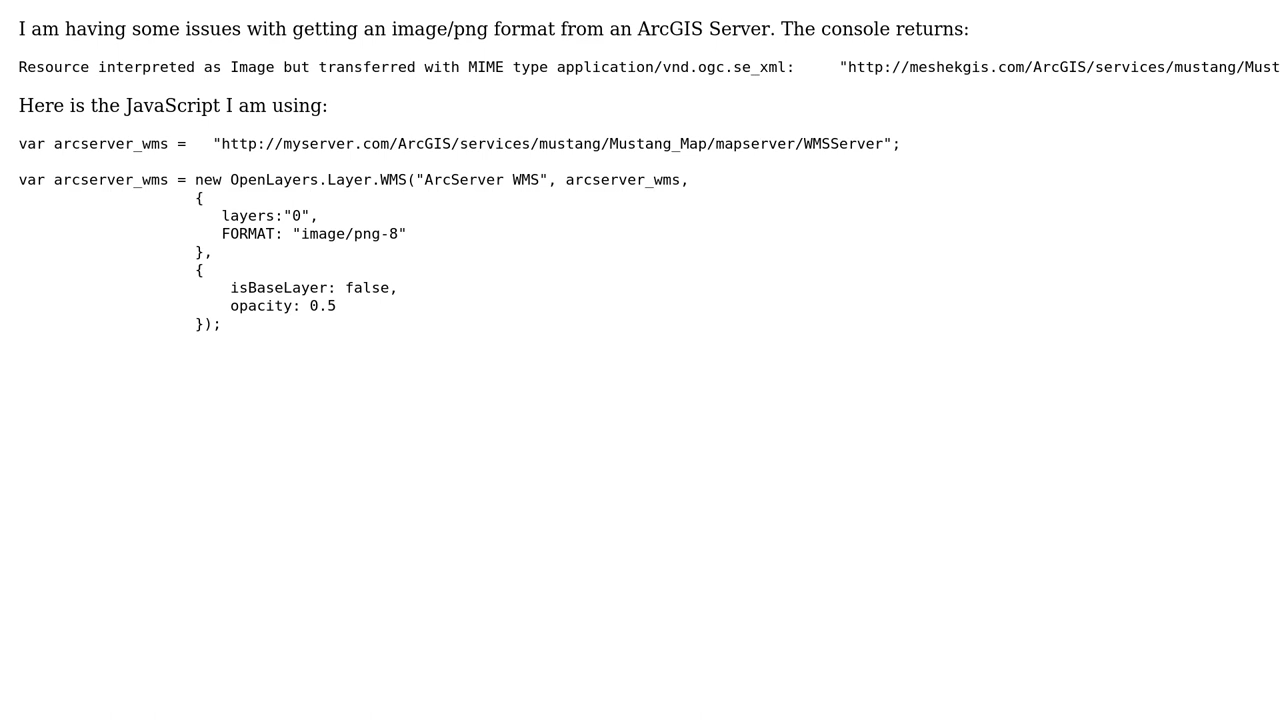 I am having some issues with getting an image/png format from an ArcGIS Server. The console returns:
Resource interpreted as Image but transferred with MIME type application/vnd.ogc.se_xml:     "http://meshekgis.com/ArcGIS/services/mustang/Must
Here is the JavaScript I am using:
var arcserver_wms =   "http://myserver.com/ArcGIS/services/mustang/Mustang_Map/mapserver/WMSServer";
var arcserver_wms = new OpenLayers.Layer.WMS("ArcServer WMS", arcserver_wms,
                    {
                       layers:"0",
                       FORMAT: "image/png-8"
                    },
                    {
                        isBaseLayer: false,
                        opacity: 0.5
                    });